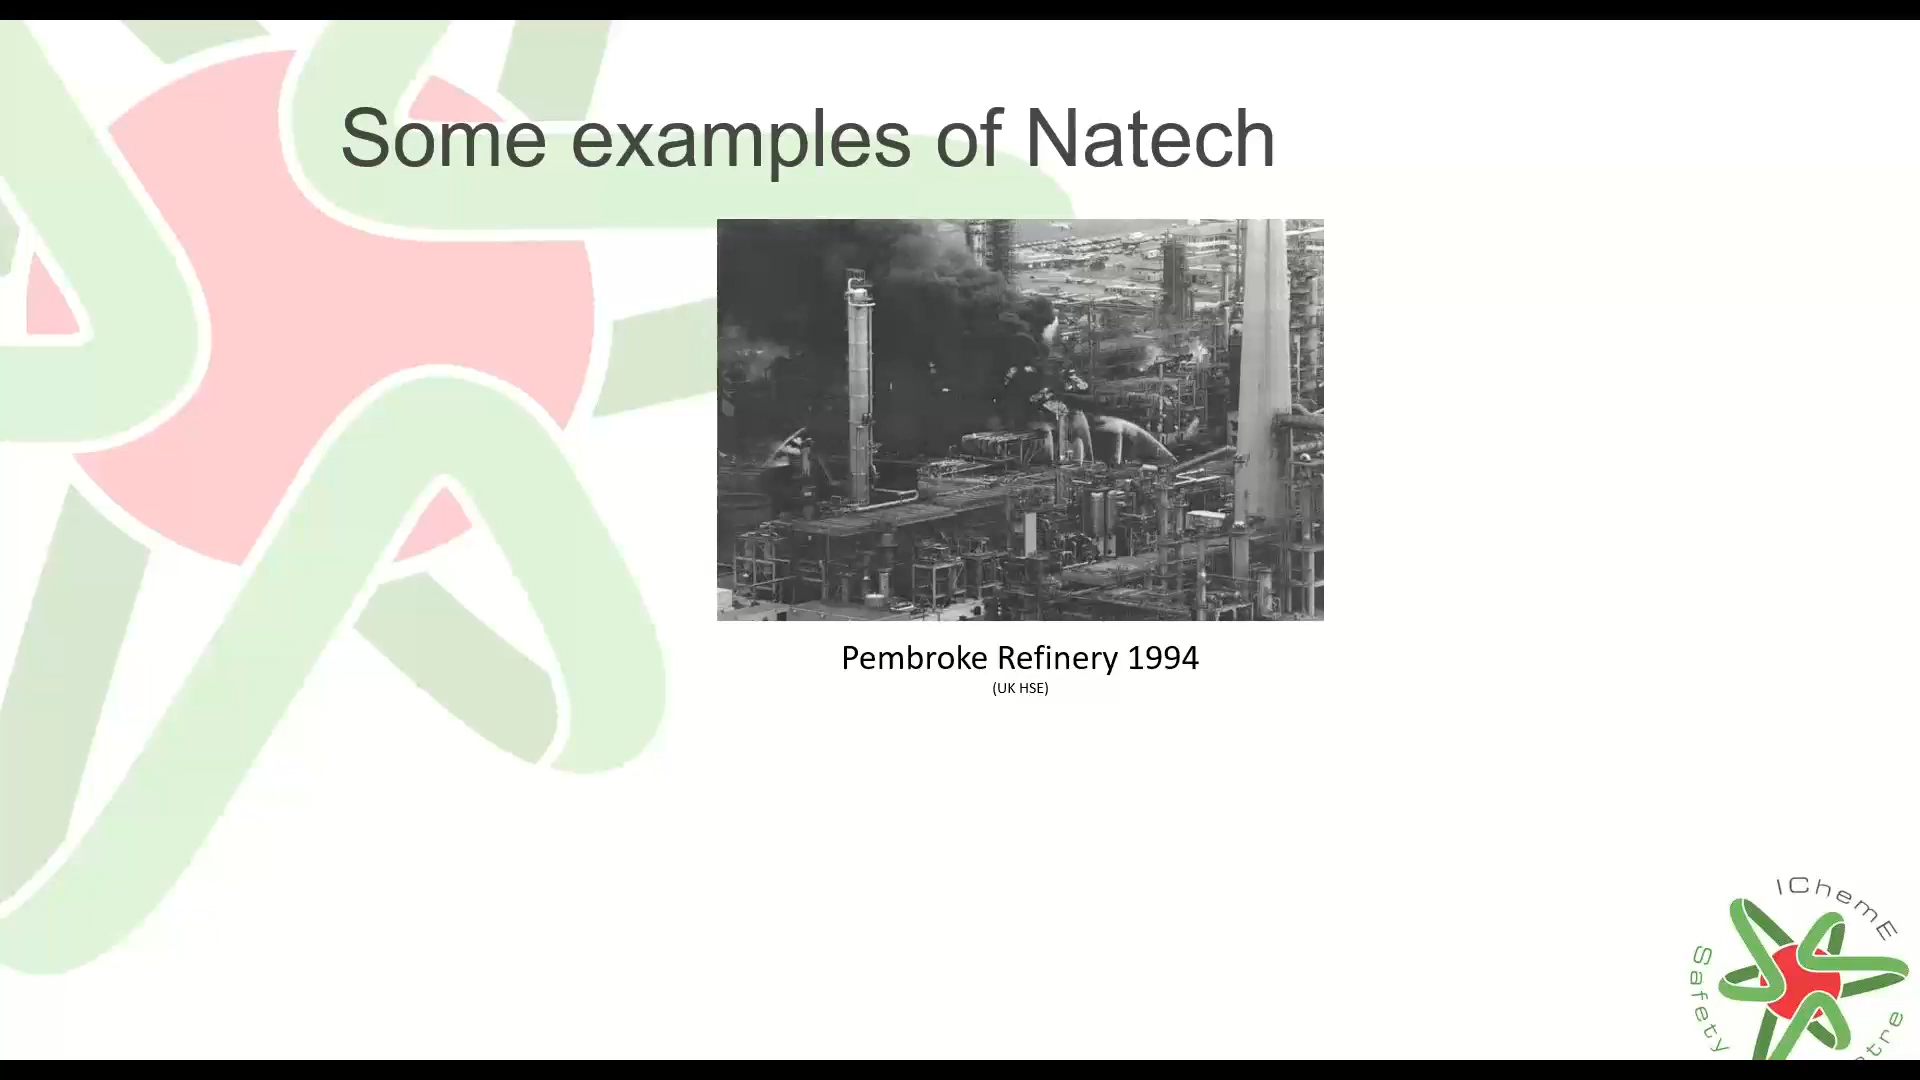 Some examples of Natech
Pembroke Refinery 1994
(UK HSE)
IChemE
Safety